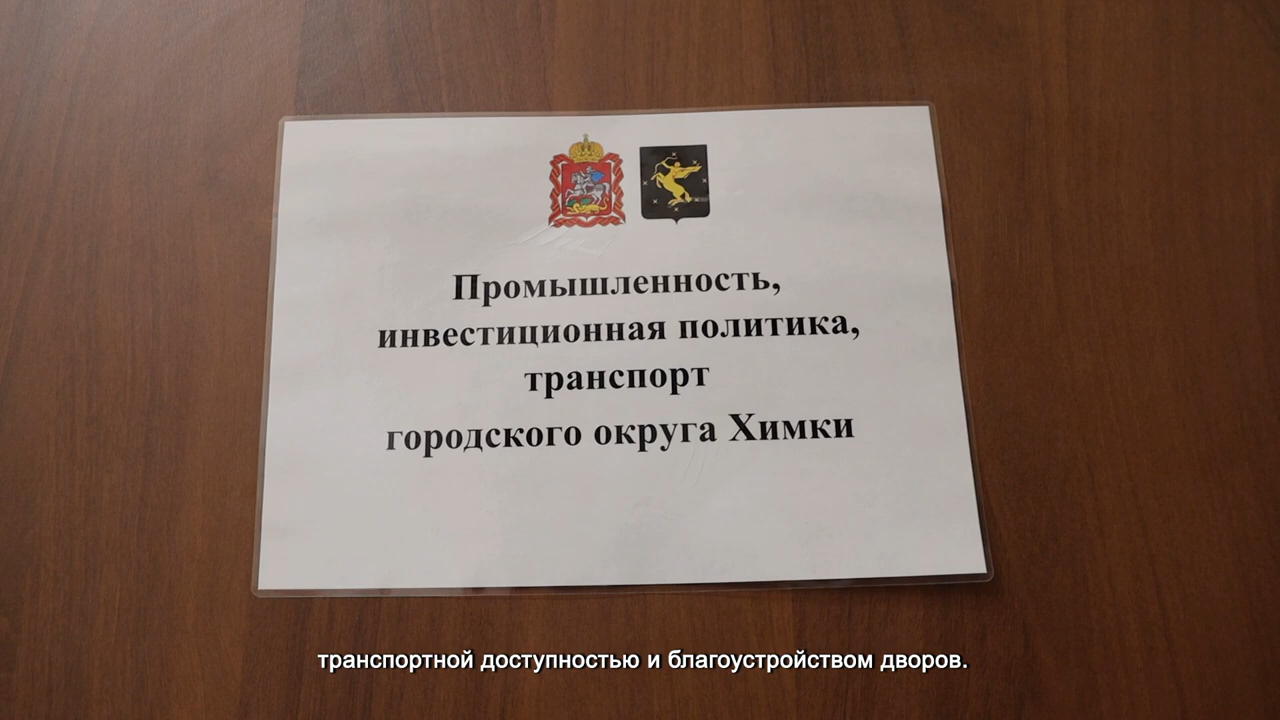 Промышленность,
инвестиционная политика,
транспорт
городского округа Химки
транспортной доступностью и благоустройством дворов.